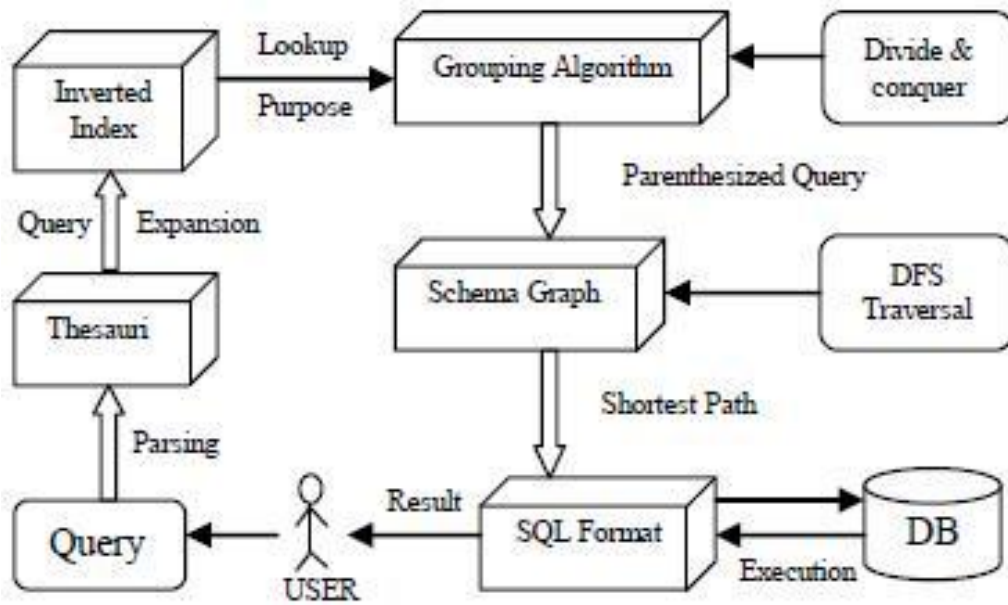 Lookup
Purpose
Inverted
Index
Grouping Algorithm
Divide &
conquer
Parenthesized Query
Query Expansion
Thesauri
Schema Graph
DFS
Traversal
Shortest Path
Parsing
Query
USER
Result
SQL Format
Execution
DB